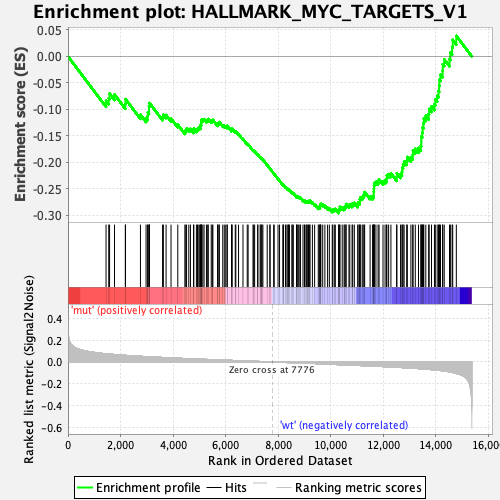 Enrichment plot: HALLMARK_MYC_TARGETS_V1
Enrichment score (ES)
0.05
0.00
-0.05
-0.10
-0.15
-0.20
-0.25
-0.30
'mut' (positively correlated)
'wt' (negatively correlated)
Ranked list metric (Signal2Noise)
0.4
0.2
0.0
-0.2
-0.4
-0.6
Zero cross at 7776
0 2,000 4,000 6,000 8,000 10,000 12,000 14,000 16,000
Rank in Ordered Dataset
Enrichment profile Hits Ranking metric scores